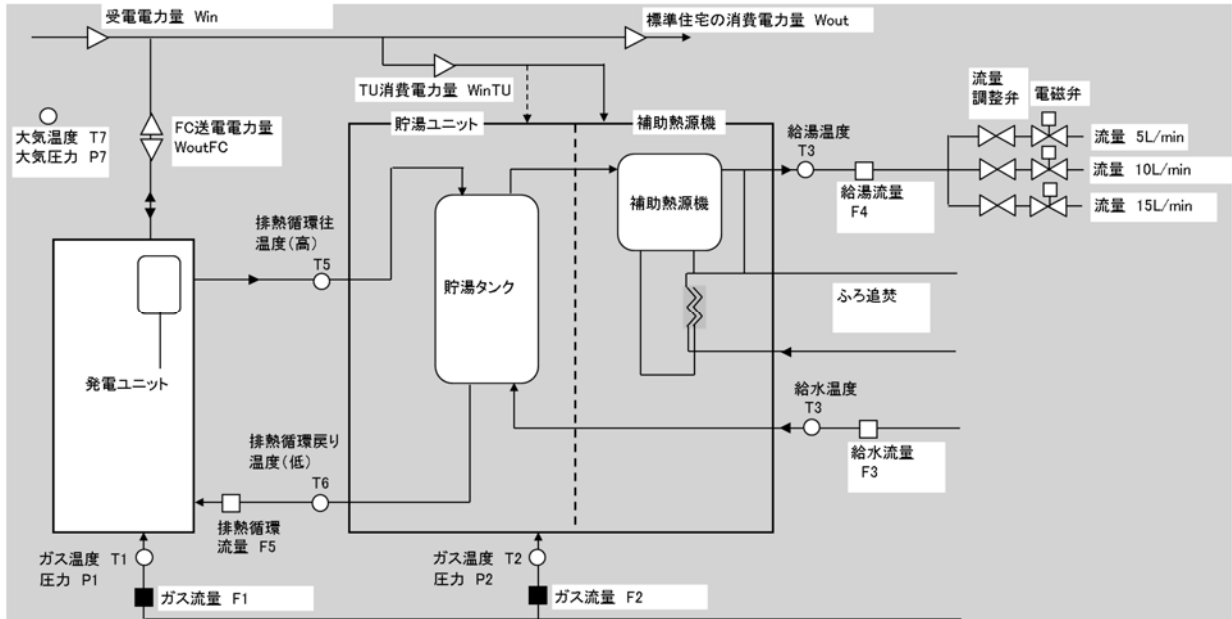 受電電力量 Win
標準住宅の消費電力量 Wout
TU消費電力量 WinTU
大気温度 T7
大気圧力 P7
FC送電電力量
WoutFC
貯湯ユニット
補助熱源機
給湯温度
T3
流量
調整弁
電磁弁
流量 5L/min
流量 10L/min
流量 15L/min
給湯流量
F4
補助熱源機
排熱循環往
温度(高)
T5
貯湯タンク
ふろ追焚
発電ユニット
給水温度
T3
給水流量
F3
排熱循環戻り
温度(低)
T6
排熱循環
流量 F5
ガス温度 T1
圧力 P1
ガス温度 T2
圧力 P2
ガス流量 F1
ガス流量 F2